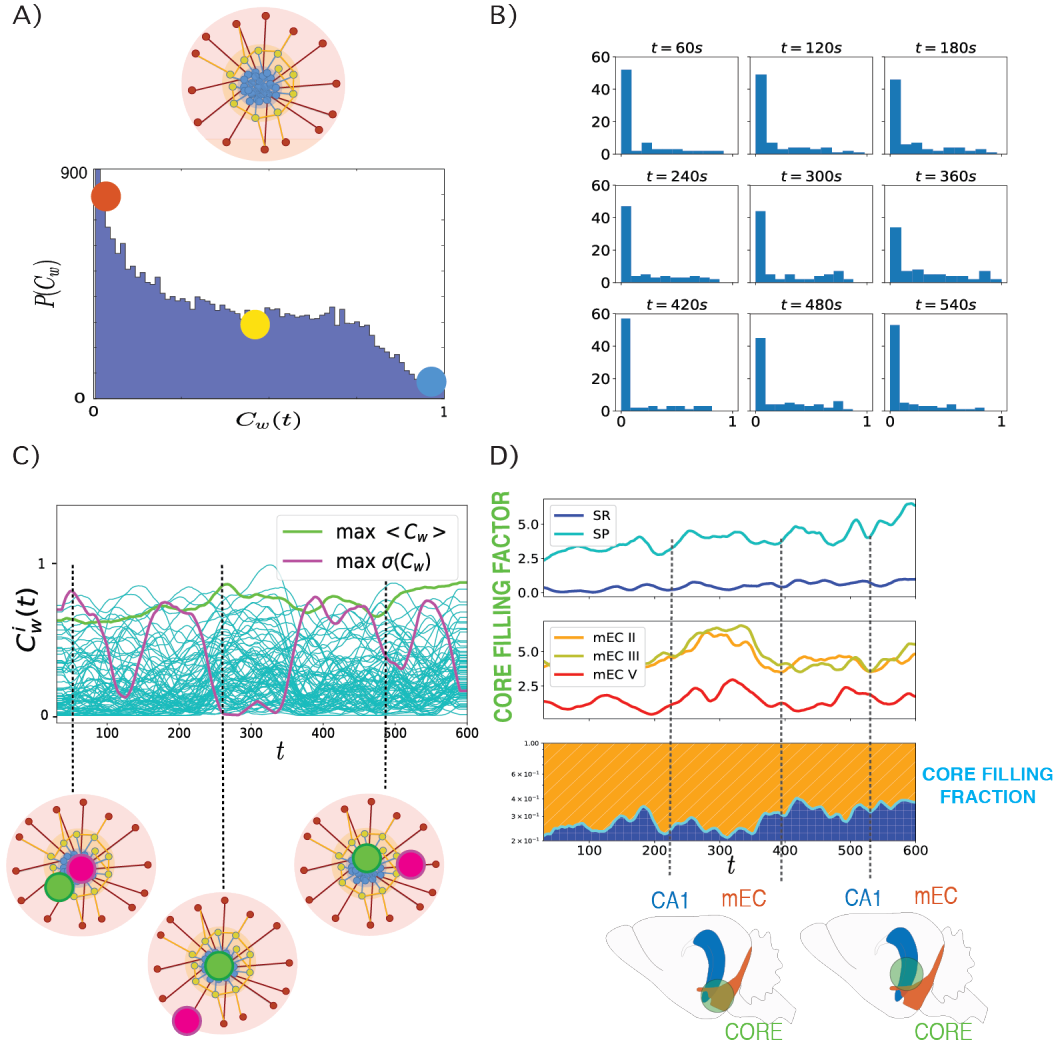 A)
900
P(C_w)
0
0
1
C_w(t)
B)
t = 60s
t = 120s
t = 180s
60
40
20
0
t = 240s
t = 300s
t = 360s
60
40
20
0
t = 420s
t = 480s
t = 540s
60
40
20
0
0
1
0
1
0
1
C)
max < C_w >
max σ(C_w)
1
0
C_w^i(t)
100
200
300
400
500
600
t
D)
CORE FILLING FACTOR
SR
SP
5.0
2.5
0.0
mEC II
mEC III
mEC V
5.0
2.5
1.00
6 × 10⁻¹
4 × 10⁻¹
3 × 10⁻¹
2 × 10⁻¹
CORE FILLING
FRACTION
100
200
300
400
500
600
t
CA1
mEC
CA1
mEC
CORE
CORE